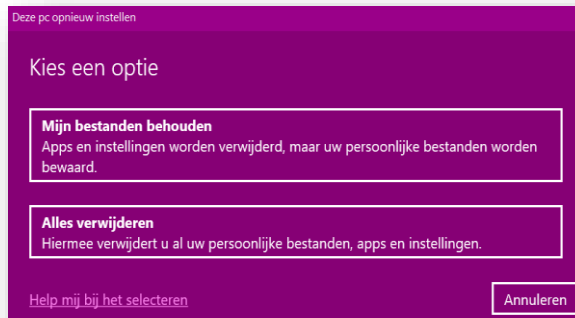 Deze pc opnieuw instellen
Kies een optie
Mijn bestanden behouden
Apps en instellingen worden verwijderd, maar uw persoonlijke bestanden worden
bewaard.
Alles verwijderen
Hiermee verwijdert u al uw persoonlijke bestanden, apps en instellingen.
Help mij bij het selecteren
Annuleren